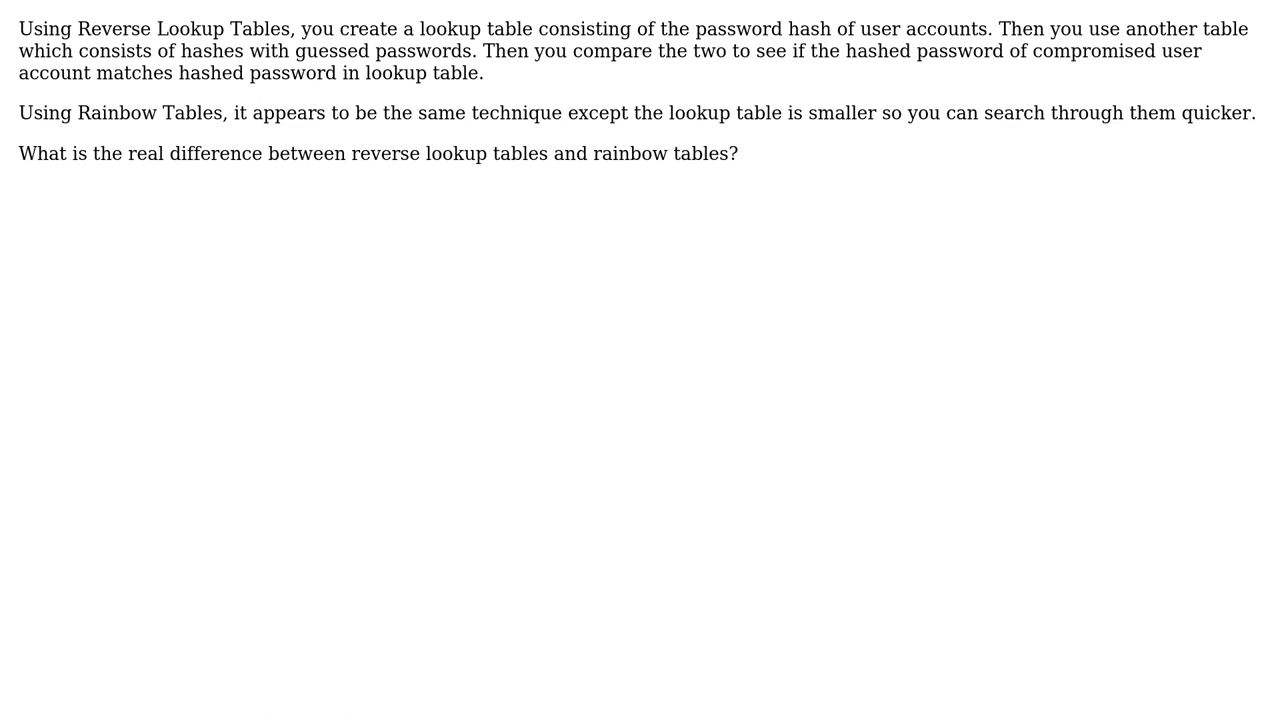 Using Reverse Lookup Tables, you create a lookup table consisting of the password hash of user accounts. Then you use another table
which consists of hashes with guessed passwords. Then you compare the two to see if the hashed password of compromised user
account matches hashed password in lookup table.
Using Rainbow Tables, it appears to be the same technique except the lookup table is smaller so you can search through them quicker.
What is the real difference between reverse lookup tables and rainbow tables?